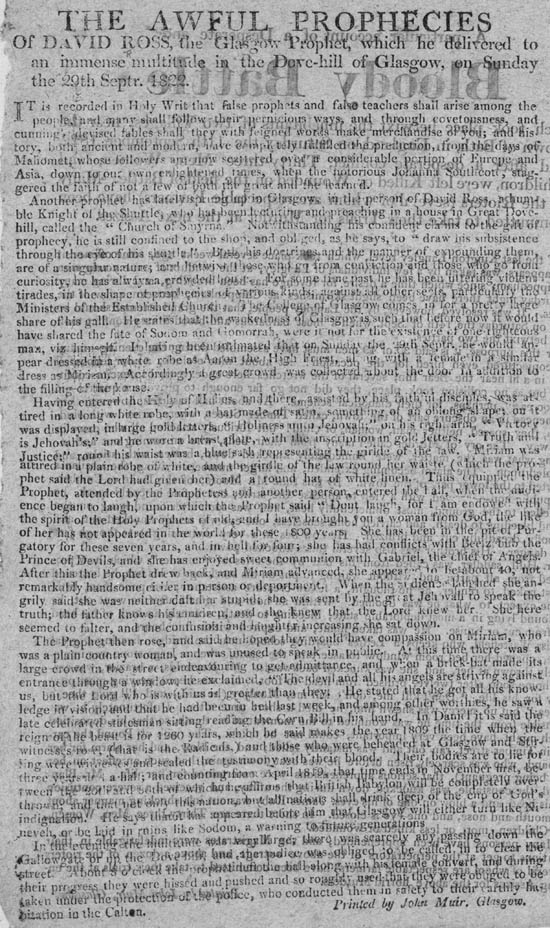 THE AWFUL PROPHECIES
Of DAVID ROSS, the Glasgow Prophet, which he delivered to
an immense multitude in the Dove-hill of Glasgow, on Sunday
the 29th Septr. 1822.
IT is recorded in Holy Writ that false prophets and false teachers shall arise among the
people, and many shall follow their pernicious ways, and through covetousness, and
cunningly devised fables shall they with feigned words make merchandise of you; and his-
tory, both ancient and modern, have completely fulfilled the prediction, from the days of
Mahomet, whose followers are now scattered over a considerable portion of Europe and
Asia, down to our own enlightened times, when the notorious Johanna Southcott, stag-
gered the faith of not a few of both the great and the learned.
Another prophet has lately sprung up in Glasgow, in the person of David Ross, a hum-
ble Knight of the Shuttle, who has been lecturing and preaching in a house in Great Dove-
hill, called the " Church of Smyrna." Notwithstanding his confident claims to the gift of
prophecy, he is still confined to the shop, and obliged, as he says, to " draw his subsistence
through the eye of his shuttle." His doctrines and the manner of expounding them,
are of a singular nature; and between those who go from conviction and those who go from
curiosity, he has always a crowded house. For some time past he has been
tirades, in the shape of prophecies of various kinds, against all other sects, particularly the
Ministers of the Established Church. The College of Glasgow comes in for a pretty large
share of his gall. He states that the wickedness of Glasgow is such that before now it would
have shared the fate of Sodom and Gomorrah, were it not for the existence of one righteous
man, viz himself. It having been intimated that on Sunday the 29th Sept. he would ap-
pear dressed in a white robe as Aaron the High Priest, along with a female in a similar
dress as Miriam. Accordingly a great crowd was collected about the door in addition to
the filling of the house.
Having entered the Holy of Holies, and there, assisted by his faithful disciples, was at-
tired in a long white robe, with a hat made of satin, something of an oblong shape; on it
was displayed, in large gold letters, " Holiness unto Jehovah," on his right arm, " Victory
is Jehovah's," and he wore a breast plate, with the inscription in gold letters, " Truth and
Justice;" round his waist was a blue sash representing the girdle of the law. Miriam was
attired in a plain robe of white, and the girdle of the law round her waiste (which the pro-
phet said the Lord had given her) and a round hat of white linen. Thus equipped the
Prophet, attended by the Prophetess and another person, entered the hall, when the audi-
ence began to laugh, upon which the Prophet said " Dont laugh, for I am endowed with
the spirit of the Holy Prophets of old, and I have brought you a woman from God, the like
of her has not appeared in the world for these 1800 years. She has been in the pit of Pur-
gatory for these seven years, and in hell for four; she has had conflicts with Beelzebub the
Prince of Devils, and she has enjoyed sweet communion with Gabriel, the chief of Angels.
After this the Prophet drew back, and Miriam advanced, she appears to be about 40, not
remarkably handsome either in person or deportment. When the audience laughed she an-
grily said she was neither daft nor stupid; she was sent by the great Jehovah to speak the
truth; the father knows his and she knew that the Lord knew her. She here
seemed to falter, and the confusion and laughter increasing she sat down.
The Prophet then rose, and said he hoped they would have compassion on Miriam, who
was a plain country woman, and was unused to speak in public. At this time there was a
large crowd in the street endeavouring to get admittance, and when a brick-bat made its
entrance through a window, he exclaimed, " The devil and all his angels are striving against
us, but the Lord who is with us is greater than they. He stated that he got all his know-
ledge in vision, and that he had been in hell last week, and among other worthies, he saw a
late celebrated statesman sitting reading the Corn Bill in his hand. In Daniel it is said the
reign of the beast is for 1260 years, which he said makes the year 1809 the time when the
witnesses rose, (that is the Radicals,) and those who were beheaded at Glasgow and Stir-
ling were witnesses and sealed the testimony with their blood. Their bodies are to lie for
three years and a half; and counting from April 1819, that time ends in November first, be-
tween the 20th and 30th of which he affirms that British Babylon will be completely over-
thrown, and that not only this nation, but all nations shall drink deep of the cup of God's
indignation." He says that it has appeared before him that Glasgow will either turn like Ni-
neveh, or be laid in ruins like Sodom, a warning to future generations.
In the evening the multitude was very large, there was scarcely any passing down the
Gallowgate or up the Dovehill, and the police was obliged to be called in to clear the
street. About 8 o'clock the prophet left the hall along with his female convert, and during
their progress they were hissed and pushed and so roughly used that they were obliged to be
taken under the protection of the police, who conducted them in safety to their earthly ha-
bitation in the Calton.
Printed by John Muir, Glasgow.